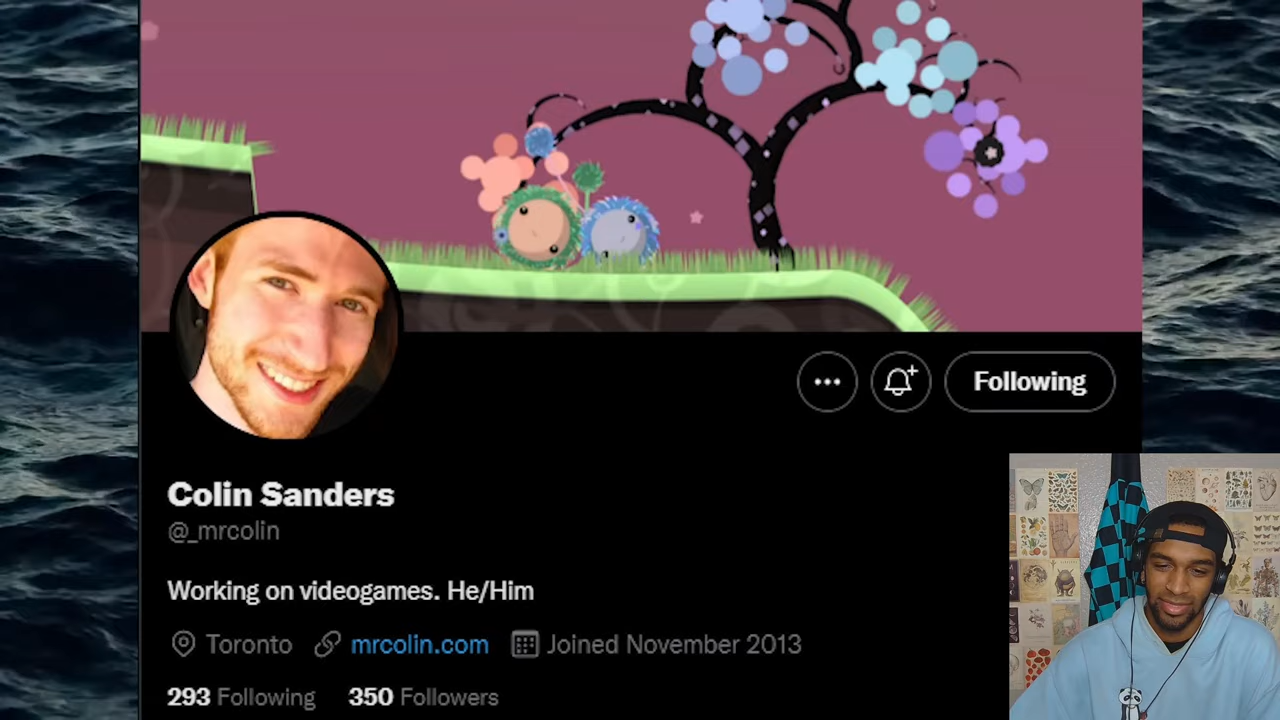 Following
Colin Sanders
@_mrcolin
Working on videogames. He/Him
Toronto mrcolin.com Joined November 2013
293 Following 350 Followers